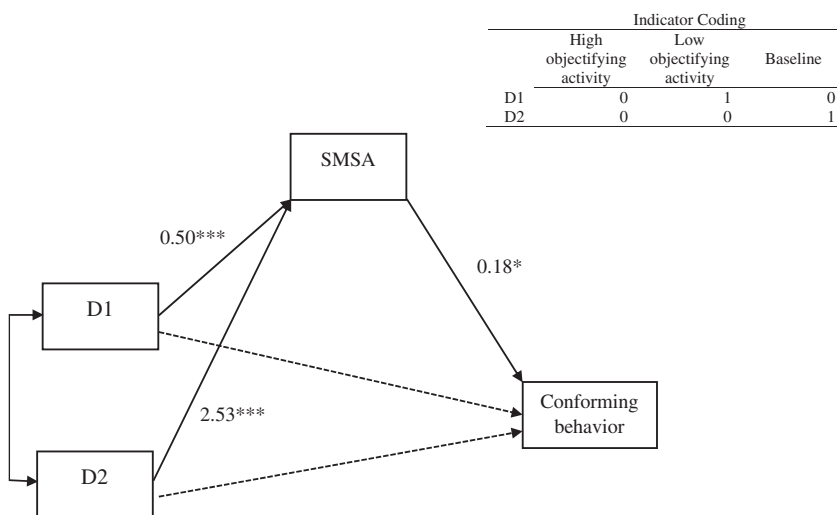 Indicator Coding
High objectifying activity Low objectifying activity Baseline
D1 0 1 0
D2 0 0 1
SMSA
0.50***
0.18*
D1
2.53***
Conforming
behavior
D2